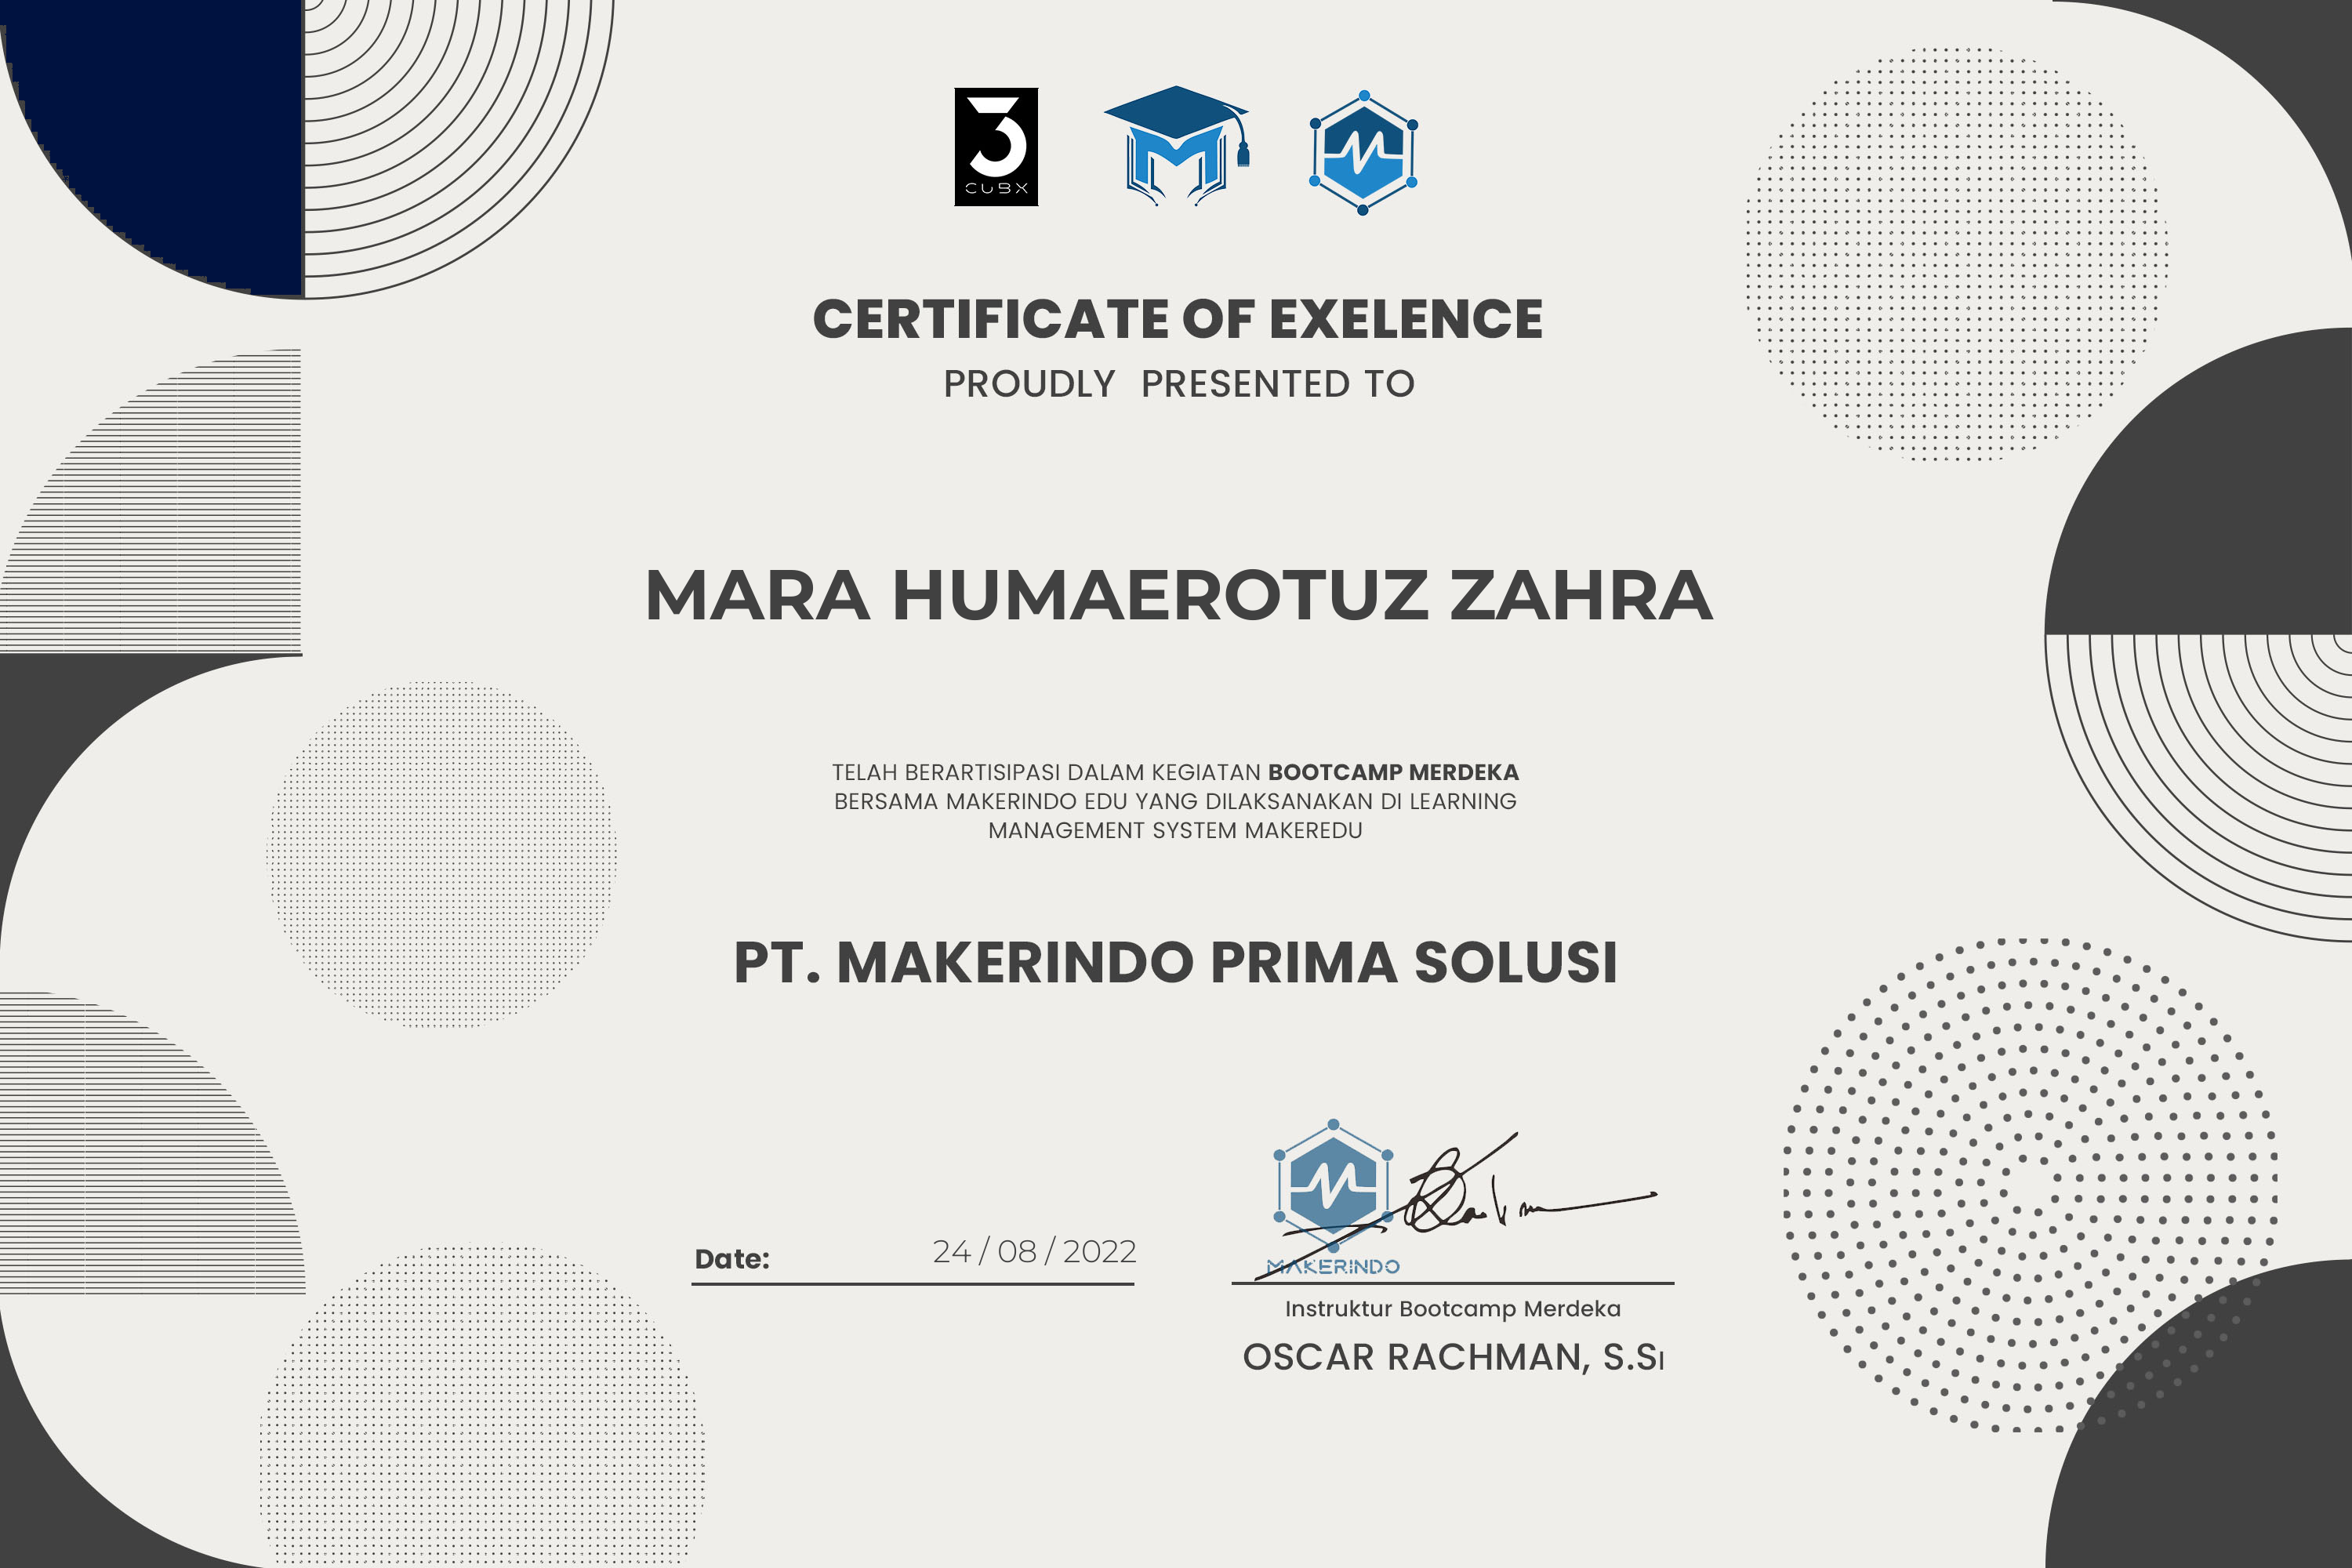 3
CUBX
CERTIFICATE OF EXELENCE
PROUDLY PRESENTED TO
MARA HUMAEROTUZ ZAHRA
TELAH BERARTISIPASI DALAM KEGIATAN BOOTCAMP MERDEKA
BERSAMA MAKERINDO EDU YANG DILAKSANAKAN DI LEARNING
MANAGEMENT SYSTEM MAKEREDU
PT. MAKERINDO PRIMA SOLUSI
Date: 24 / 08 / 2022
MAKERINDO
Instruktur Bootcamp Merdeka
OSCAR RACHMAN, S.Si